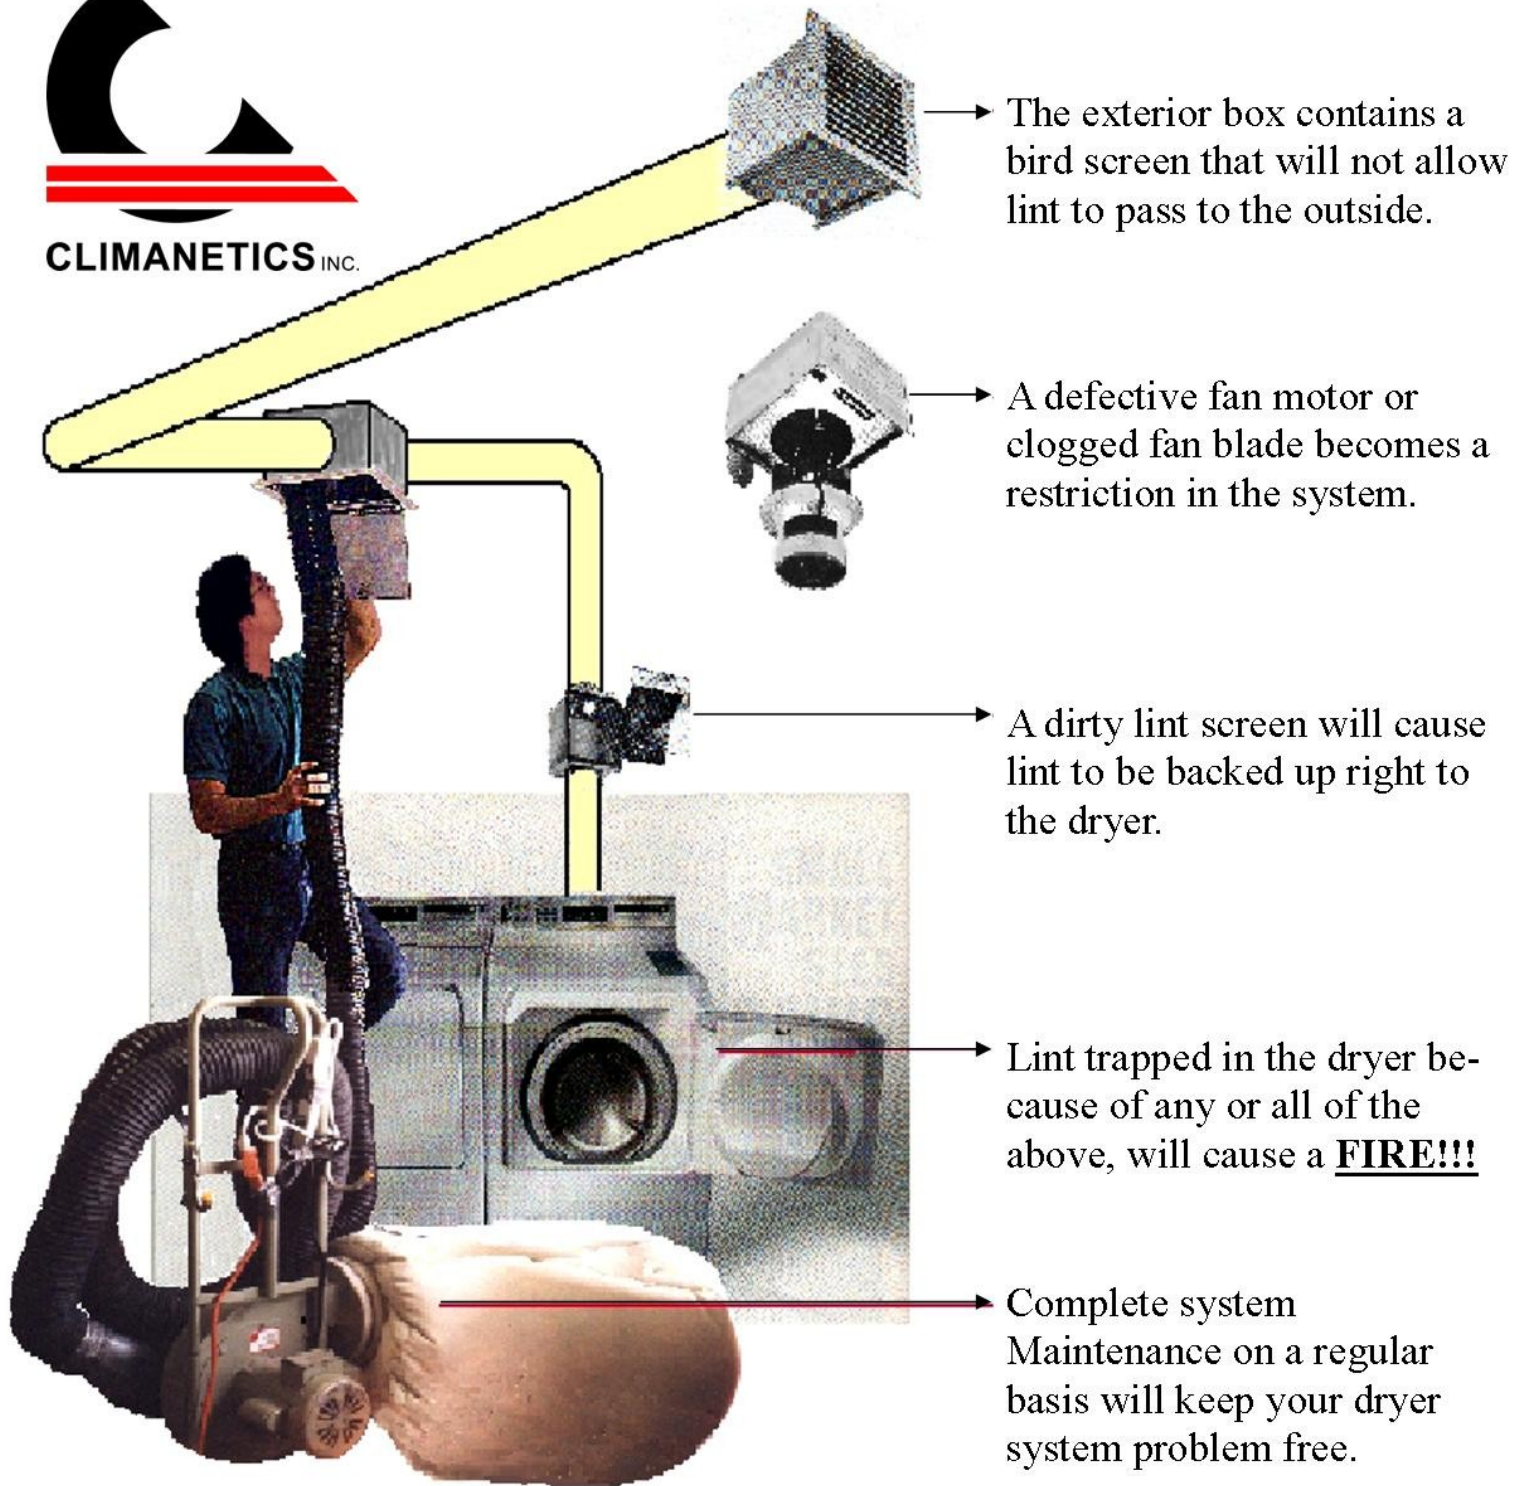 CLIMANETICS INC.
The exterior box contains a
bird screen that will not allow
lint to pass to the outside.
A defective fan motor or
clogged fan blade becomes a
restriction in the system.
A dirty lint screen will cause
lint to be backed up right to
the dryer.
Lint trapped in the dryer be-
cause of any or all of the
above, will cause a FIRE!!!
Complete system
Maintenance on a regular
basis will keep your dryer
system problem free.